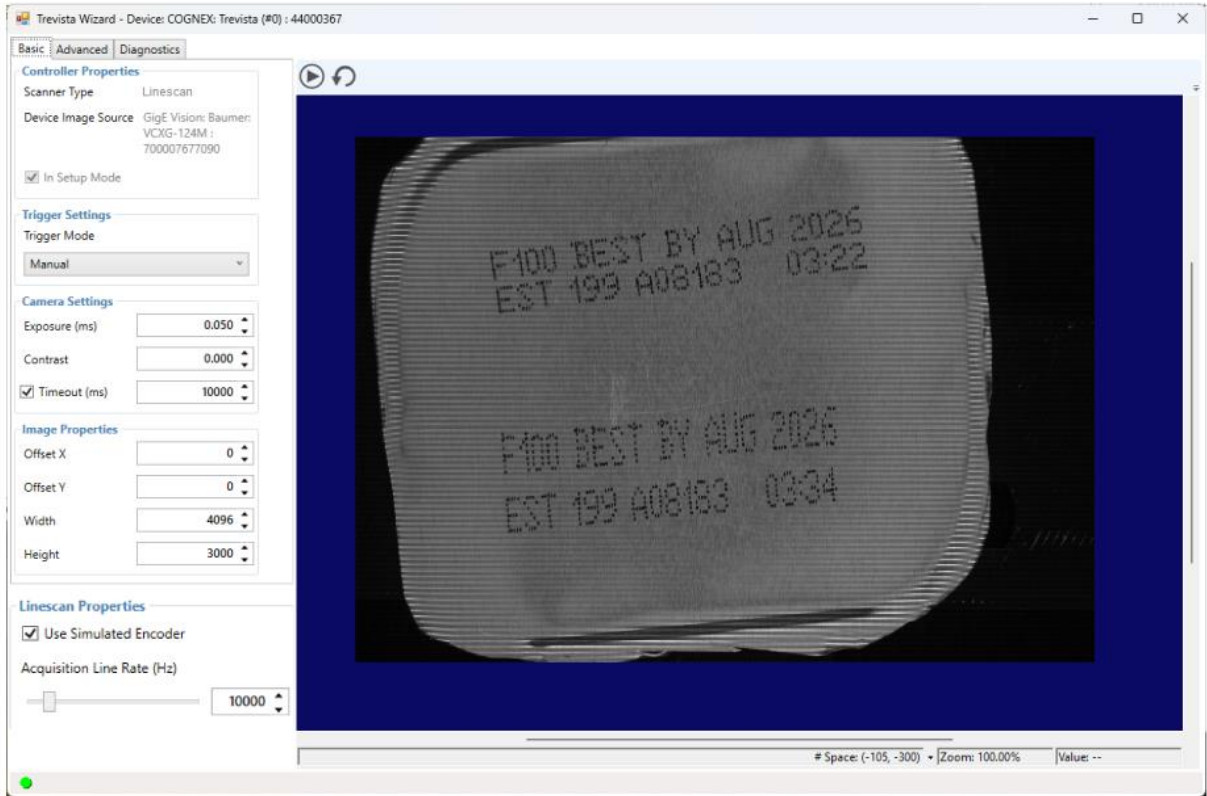 Trevista Wizard - Device: COGNEX: Trevista (#0) : 44000367
Basic Advanced Diagnostics
Controller Properties
Scanner Type Linescan
Device Image Source GigE Vision: Baumer:
VCXG-124M :
700007677090
In Setup Mode
Trigger Settings
Trigger Mode
Manual
Camera Settings
Exposure (ms) 0.050
Contrast 0.000
Timeout (ms) 10000
Image Properties
Offset X 0
Offset Y 0
Width 4096
Height 3000
Linescan Properties
Use Simulated Encoder
Acquisition Line Rate (Hz)
10000
F100 BEST BY AUG 2026
EST 199 A08183 03:22
F100 BEST BY AUG 2026
EST 199 A08183 03:34
# Space: (-105, -300) Zoom: 100.00% Value: --